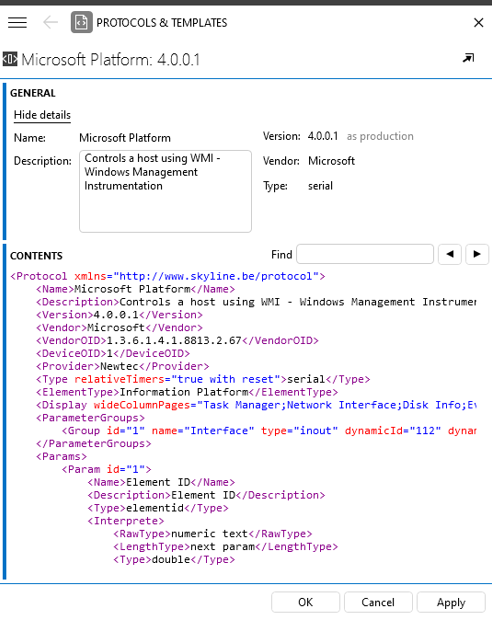 PROTOCOLS & TEMPLATES
Microsoft Platform: 4.0.0.1
GENERAL
Hide details
Name: Microsoft Platform
Version: 4.0.0.1 as production
Description: Controls a host using WMI -
Windows Management
Instrumentation
Vendor: Microsoft
Type: serial
CONTENTS
Find
<Protocol xmlns="http://www.skyline.be/protocol">
<Name>Microsoft Platform</Name>
<Description>Controls a host using WMI - Windows Management Instrumen
<Version>4.0.0.1</Version>
<Vendor>Microsoft</Vendor>
<VendorOID>1.3.6.1.4.1.8813.2.67</VendorOID>
<DeviceOID>1</DeviceOID>
<Provider>Newtec</Provider>
<Type relativeTimers="true with reset">serial</Type>
<ElementType>Information Platform</ElementType>
<Display wideColumnPages="Task Manager;Network Interface;Disk Info;Ev
<ParameterGroups>
<Group id="1" name="Interface" type="inout" dynamicId="112" dynam
</ParameterGroups>
<Params>
<Param id="1">
<Name>Element ID</Name>
<Description>Element ID</Description>
<Type>elementid</Type>
<Interprete>
<RawType>numeric text</RawType>
<LengthType>next param</LengthType>
<Type>double</Type>
OK Cancel Apply